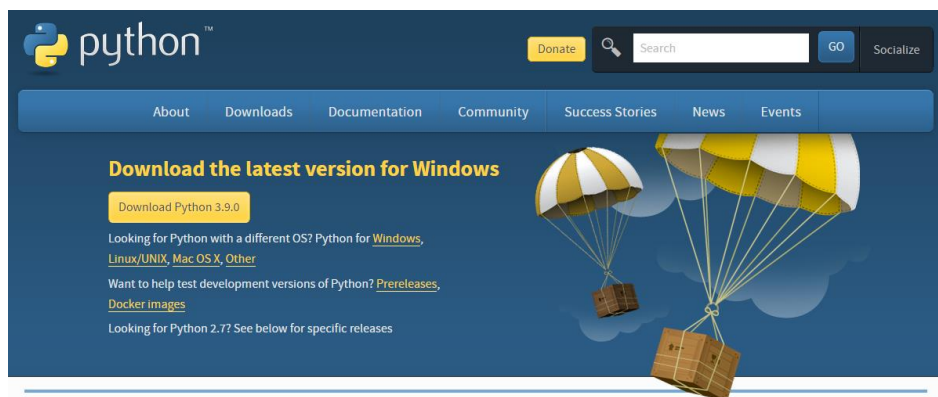 python™
Donate
Search
GO
Socialize
About Downloads Documentation Community Success Stories News Events
Download the latest version for Windows
Download Python 3.9.0
Looking for Python with a different OS? Python for Windows,
Linux/UNIX, Mac OS X, Other
Want to help test development versions of Python? Prereleases,
Docker images
Looking for Python 2.7? See below for specific releases